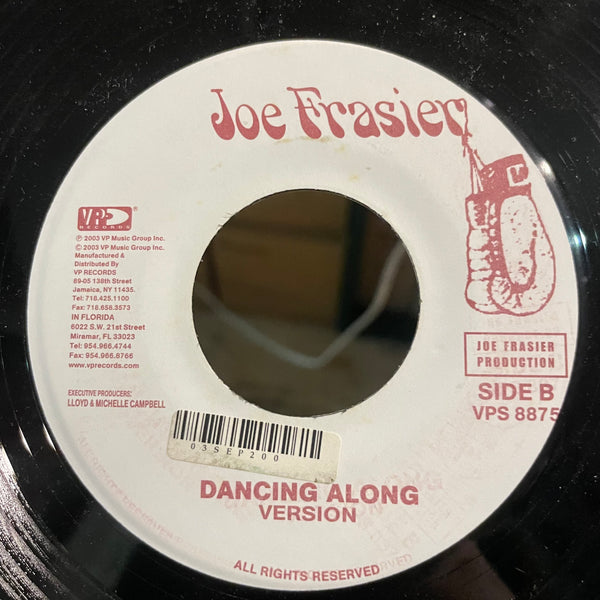 Joe Frasier
VP
RECORDS
®
℗ 2003 VP Music Group Inc.
© 2003 VP Music Group Inc.
Manufactured &
Distributed By
VP RECORDS
89-05 138th Street
Jamaica, NY 11435.
Tel: 718.425.1100
Fax: 718.658.3573
IN FLORIDA
6022 S.W. 21st Street
Miramar, FL 33023
Tel: 954.966.4744
Fax: 954.966.8766
www.vprecords.com
EXECUTIVE PRODUCERS:
LLOYD & MICHELLE CAMPBELL
JOE FRASIER
PRODUCTION
SIDE B
VPS 8875
03SEP200
DANCING ALONG
VERSION
ALL RIGHTS RESERVED